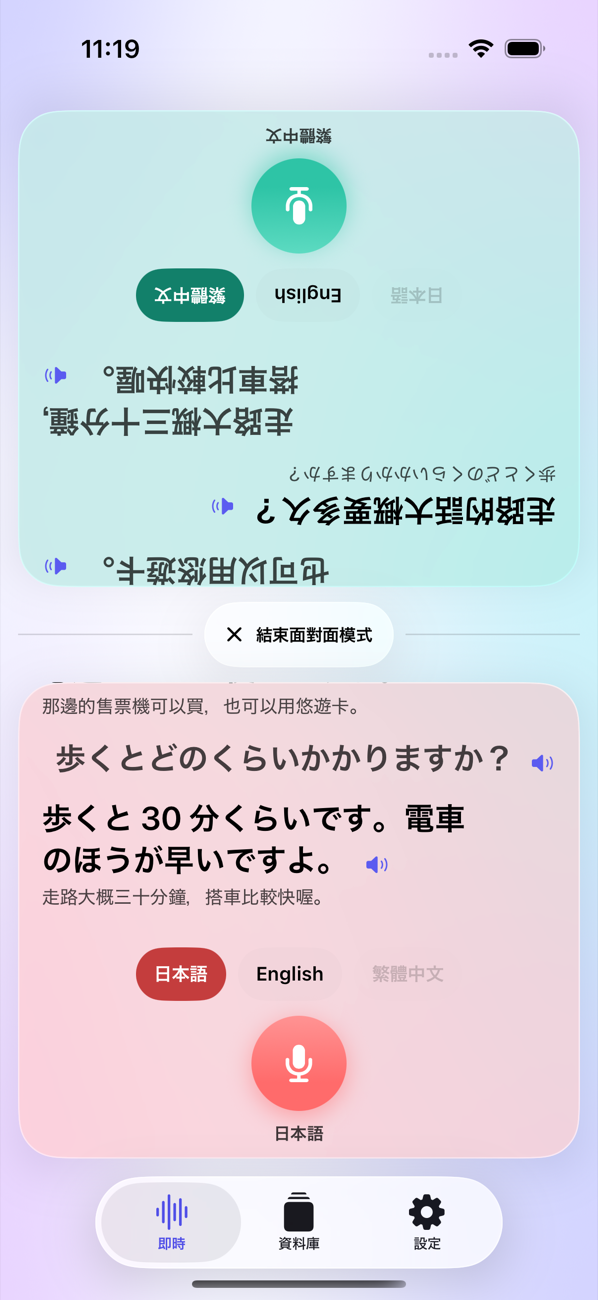 11:19
繁體中文
繁體中文 English 日本語
搭車比較快喔。
走路大概三十分鐘,
歩くとどのくらいかかりますか?
走路的話大概要多久?
也可以用悠遊卡。
結束面對面模式
那邊的售票機可以買，也可以用悠遊卡。
歩くとどのくらいかかりますか？
歩くと 30 分くらいです。電車
のほうが早いですよ。
走路大概三十分鐘，搭車比較快喔。
日本語 English 繁體中文
日本語
即時 資料庫 設定